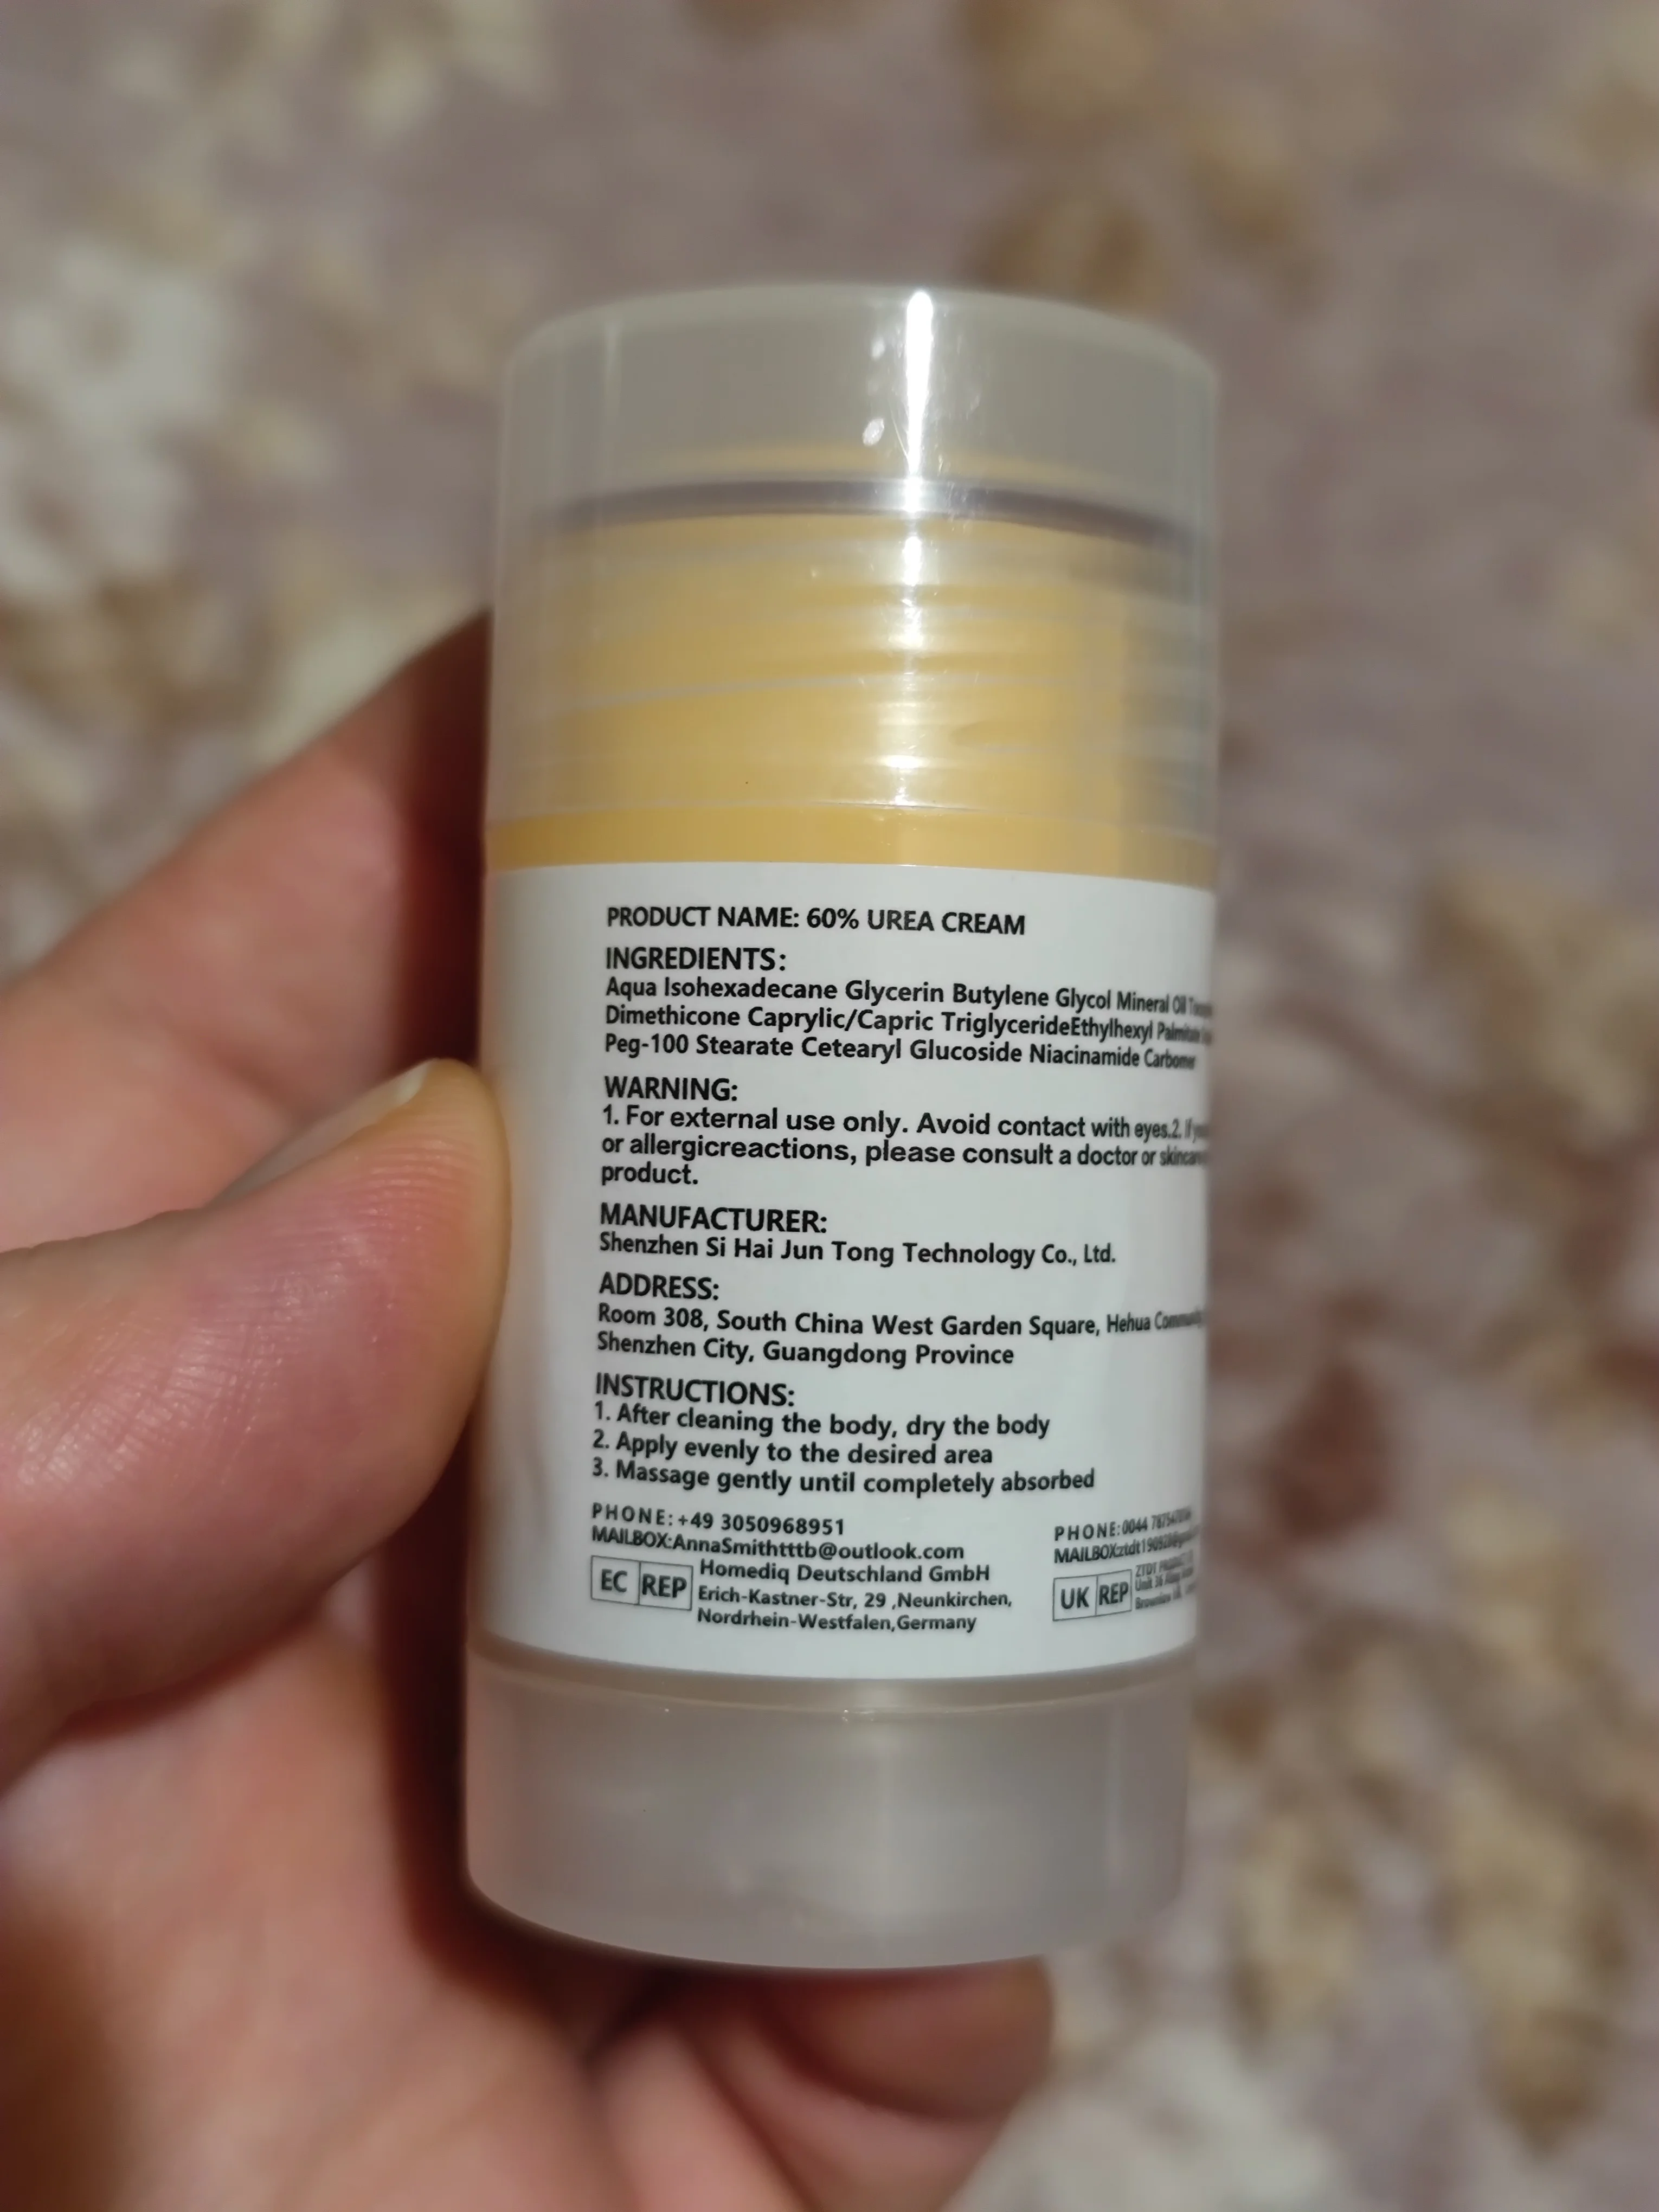 PRODUCT NAME: 60% UREA CREAM
INGREDIENTS:
Aqua Isohexadecane Glycerin Butylene Glycol Mineral Oil
Dimethicone Caprylic/Capric TriglycerideEthylhexyl Palmitate
Peg-100 Stearate Cetearyl Glucoside Niacinamide Carbomer
WARNING:
1. For external use only. Avoid contact with eyes.2. If
or allergicreactions, please consult a doctor or
product.
MANUFACTURER:
Shenzhen Si Hai Jun Tong Technology Co., Ltd.
ADDRESS:
Room 308, South China West Garden Square, Hehua
Shenzhen City, Guangdong Province
INSTRUCTIONS:
1. After cleaning the body, dry the body
2. Apply evenly to the desired area
3. Massage gently until completely absorbed
PHONE:+49 3050968951
MAILBOX:AnnaSmithtttb@outlook.com
EC REP
Homediq Deutschland GmbH
Erich-Kastner-Str, 29 ,Neunkirchen,
Nordrhein-Westfalen,Germany
PHONE:0044
UK REP